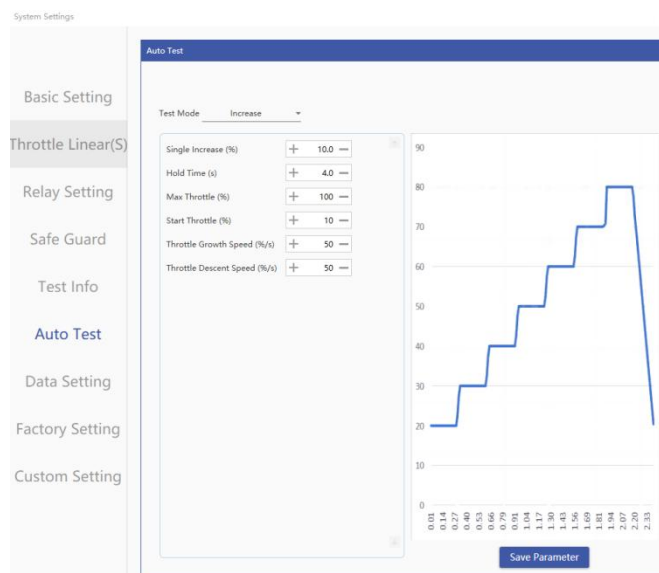 System Settings
Auto Test
Basic Setting
Throttle Linear(S)
Relay Setting
Safe Guard
Test Info
Auto Test
Data Setting
Factory Setting
Custom Setting
Test Mode Increase
Single Increase (%) + 10.0 —
Hold Time (s) + 4.0 —
Max Throttle (%) + 100 —
Start Throttle (%) + 10 —
Throttle Growth Speed (%/s) + 50 —
Throttle Descent Speed (%/s) + 50 —
90
80
70
60
50
40
30
20
10
0
0.01 0.14 0.27 0.40 0.53 0.66 0.79 0.91 1.04 1.17 1.30 1.43 1.56 1.69 1.81 1.94 2.07 2.20 2.33
Save Parameter